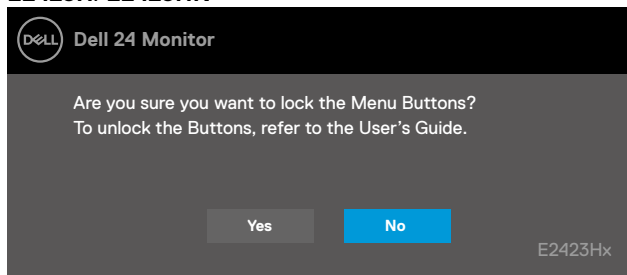 DELL Dell 24 Monitor
Are you sure you want to lock the Menu Buttons?
To unlock the Buttons, refer to the User's Guide.
Yes No
E2423Hx